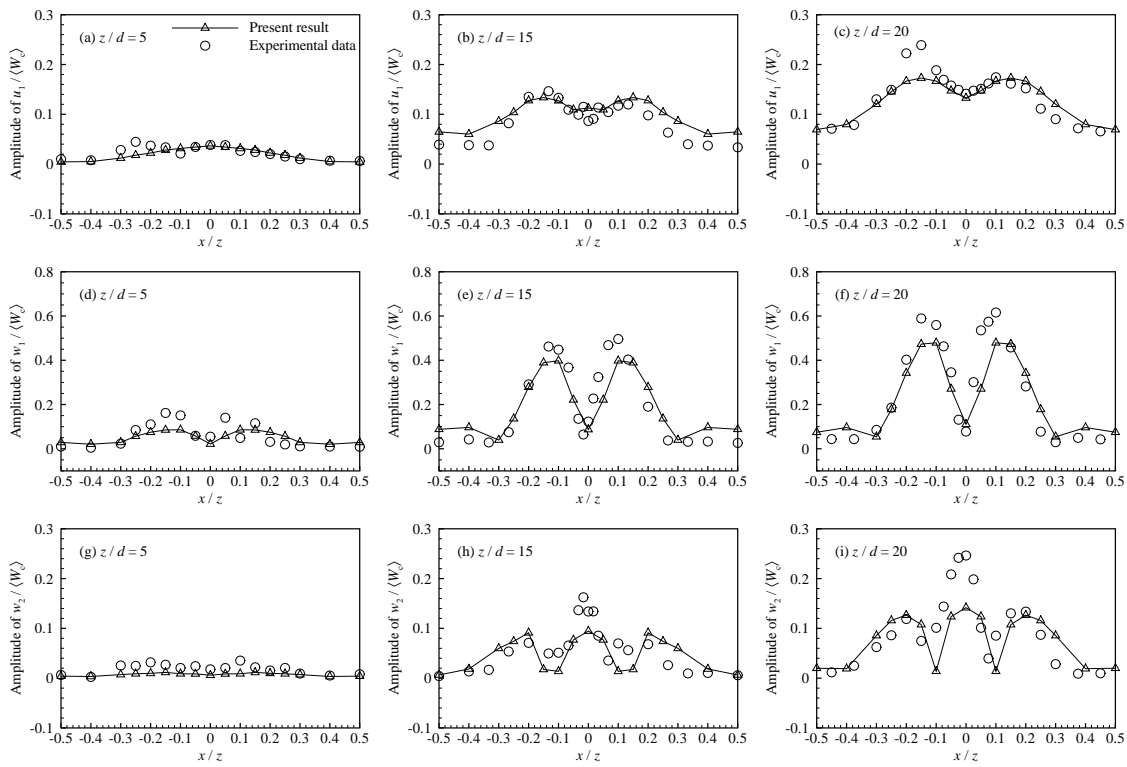 (a) z / d = 5
Present result
Experimental data
Amplitude of u1 / ⟨Wc⟩
0.3
0.2
0.1
0
-0.1
-0.5 -0.4 -0.3 -0.2 -0.1 0 0.1 0.2 0.3 0.4 0.5
x / z
(b) z / d = 15
Amplitude of u1 / ⟨Wc⟩
0.3
0.2
0.1
0
-0.1
-0.5 -0.4 -0.3 -0.2 -0.1 0 0.1 0.2 0.3 0.4 0.5
x / z
(c) z / d = 20
Amplitude of u1 / ⟨Wc⟩
0.3
0.2
0.1
0
-0.1
-0.5 -0.4 -0.3 -0.2 -0.1 0 0.1 0.2 0.3 0.4 0.5
x / z
(d) z / d = 5
Amplitude of w1 / ⟨Wc⟩
0.8
0.6
0.4
0.2
0
-0.5 -0.4 -0.3 -0.2 -0.1 0 0.1 0.2 0.3 0.4 0.5
x / z
(e) z / d = 15
Amplitude of w1 / ⟨Wc⟩
0.8
0.6
0.4
0.2
0
-0.5 -0.4 -0.3 -0.2 -0.1 0 0.1 0.2 0.3 0.4 0.5
x / z
(f) z / d = 20
Amplitude of w1 / ⟨Wc⟩
0.8
0.6
0.4
0.2
0
-0.5 -0.4 -0.3 -0.2 -0.1 0 0.1 0.2 0.3 0.4 0.5
x / z
(g) z / d = 5
Amplitude of w2 / ⟨Wc⟩
0.3
0.2
0.1
0
-0.1
-0.5 -0.4 -0.3 -0.2 -0.1 0 0.1 0.2 0.3 0.4 0.5
x / z
(h) z / d = 15
Amplitude of w2 / ⟨Wc⟩
0.3
0.2
0.1
0
-0.1
-0.5 -0.4 -0.3 -0.2 -0.1 0 0.1 0.2 0.3 0.4 0.5
x / z
(i) z / d = 20
Amplitude of w2 / ⟨Wc⟩
0.3
0.2
0.1
0
-0.1
-0.5 -0.4 -0.3 -0.2 -0.1 0 0.1 0.2 0.3 0.4 0.5
x / z